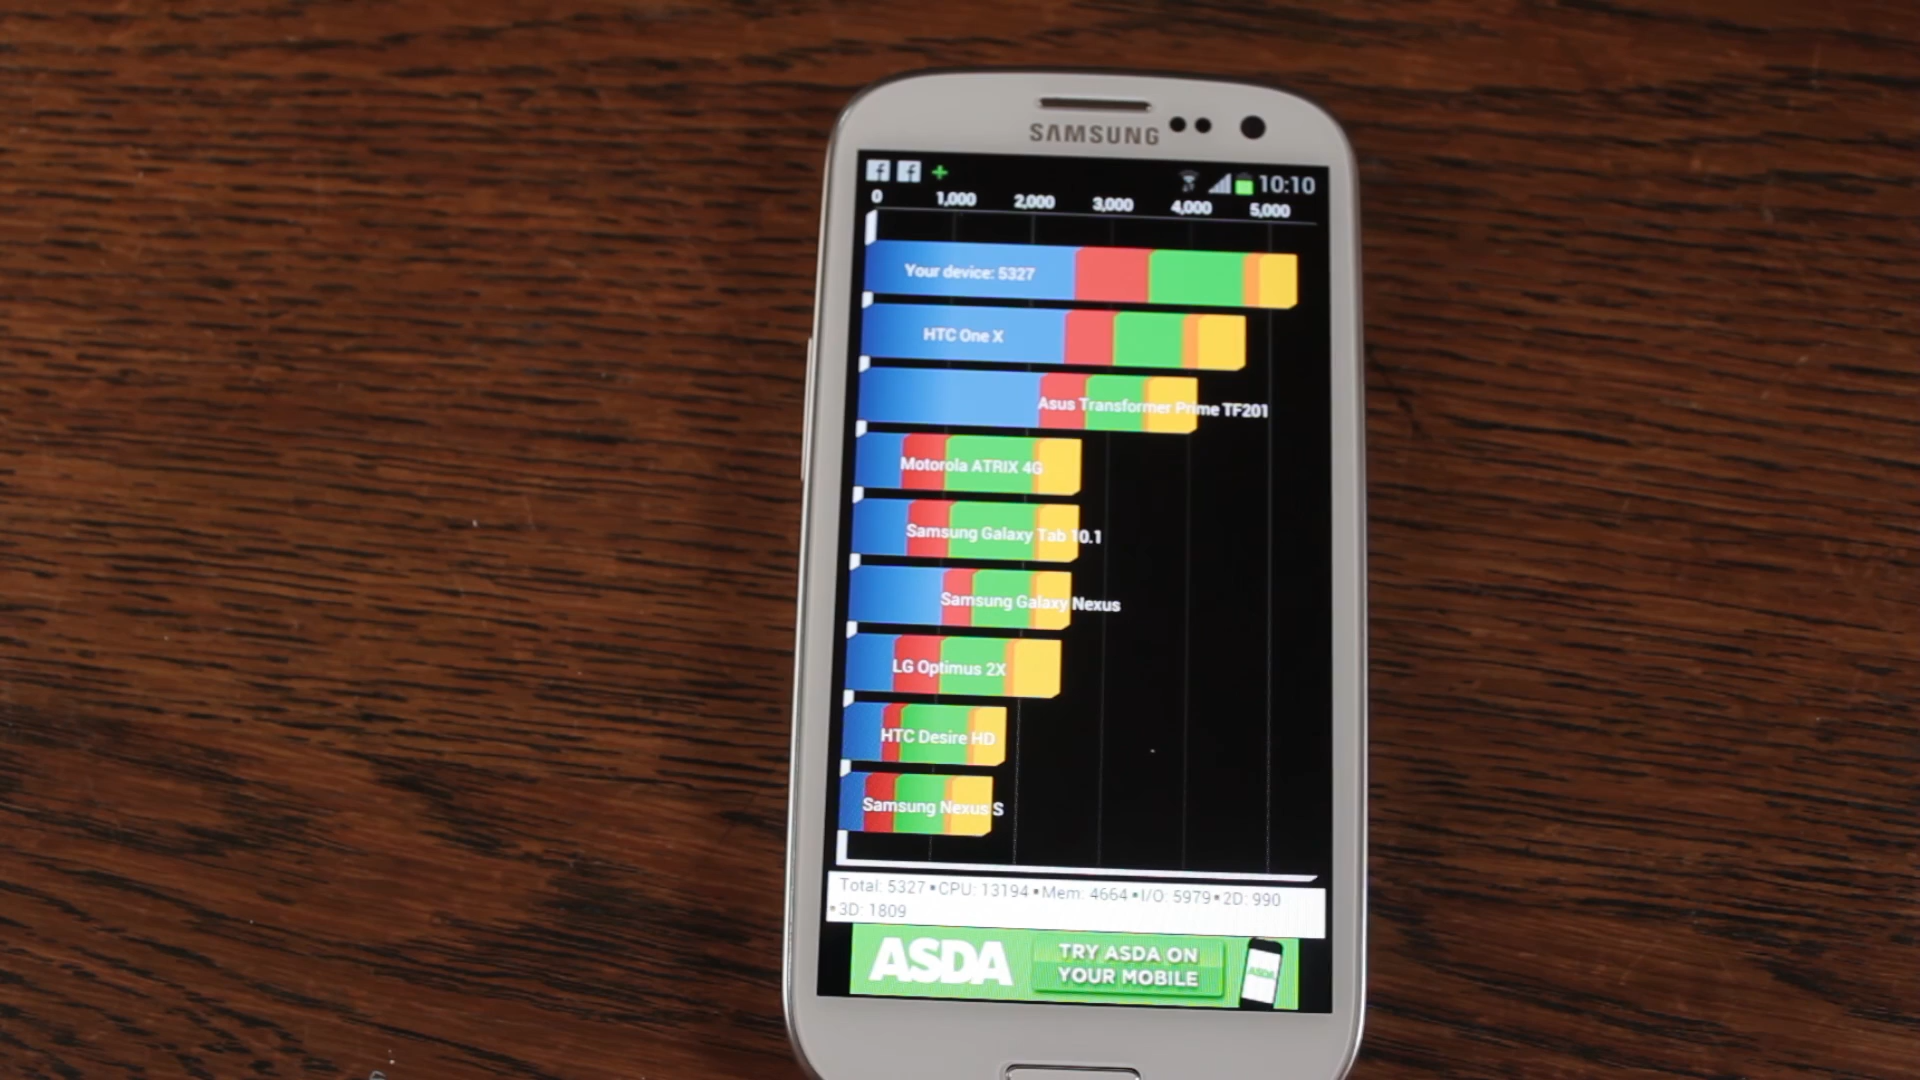 SAMSUNG
10:10
0 1,000 2,000 3,000 4,000 5,000
Your device: 5327
HTC One X
Asus Transformer Prime TF201
Motorola ATRIX 4G
Samsung Galaxy Tab 10.1
Samsung Galaxy Nexus
LG Optimus 2X
HTC Desire HD
Samsung Nexus S
Total: 5327 ▪ CPU: 13194 ▪ Mem: 4664 ▪ I/O: 5979 ▪ 2D: 990
▪ 3D: 1809
ASDA
TRY ASDA ON
YOUR MOBILE
ASDA